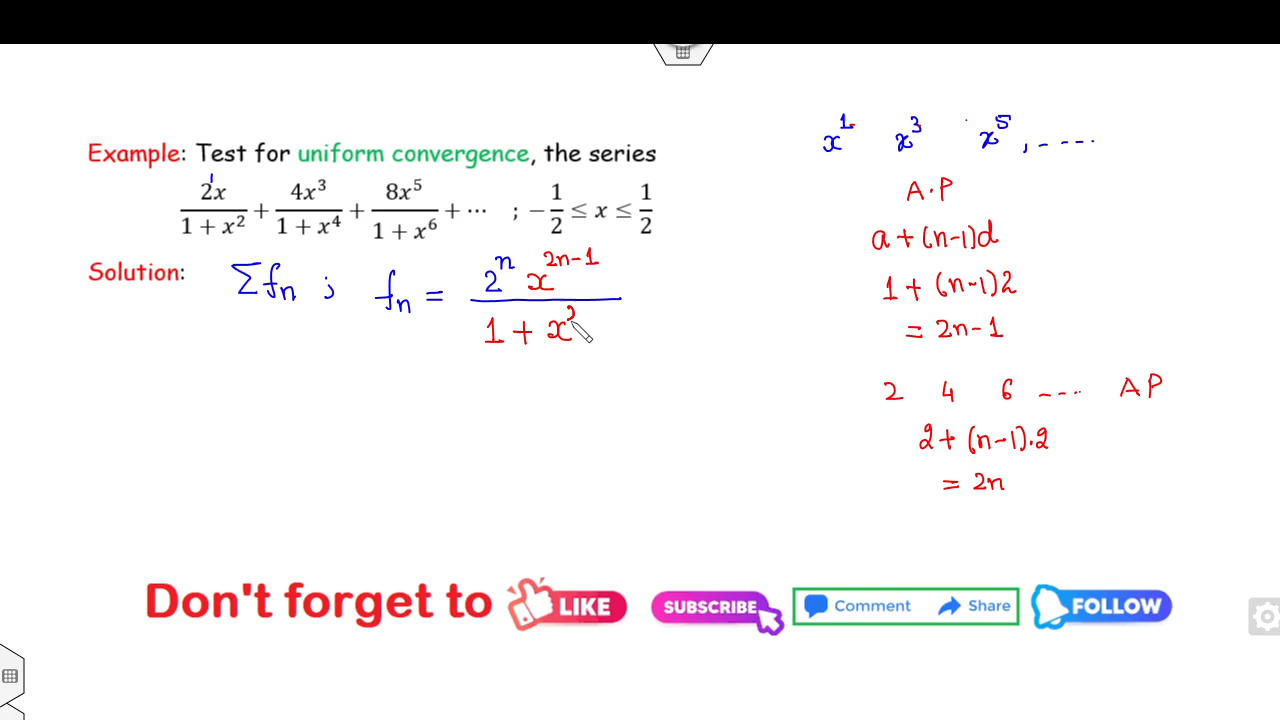 Example: Test for uniform convergence, the series
2x/(1 + x²) + 4x³/(1 + x⁴) + 8x⁵/(1 + x⁶) + ⋯ ; −1/2 ≤ x ≤ 1/2
Solution: Σfₙ ; fₙ = 2ⁿ x²ⁿ⁻¹ / (1 + x²
x¹ x³ x⁵, ....
A.P
a + (n-1)d
1 + (n-1)2
= 2n-1
2 4 6 .... AP
2 + (n-1).2
= 2n
Don't forget to LIKE SUBSCRIBE Comment Share FOLLOW